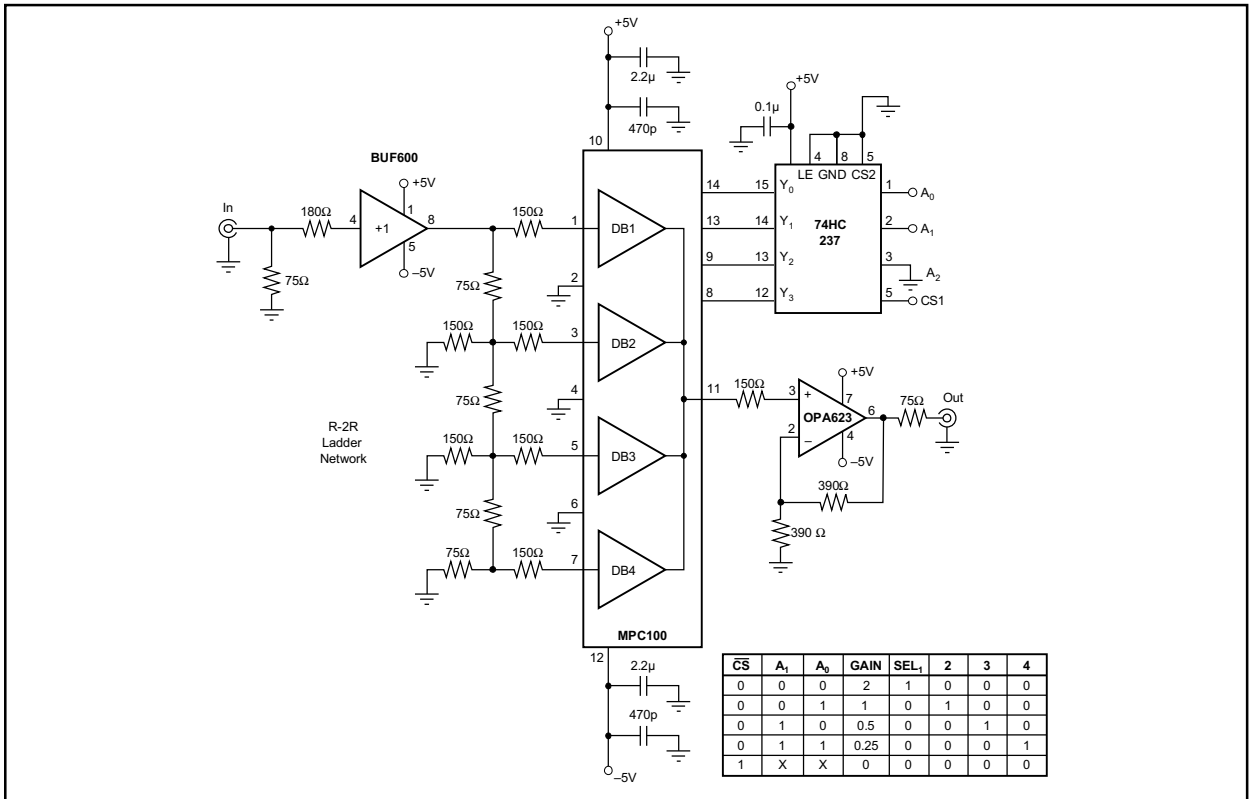 +5V
2.2µ
470p
10
+5V
0.1µ
4 8 5
LE GND CS2
BUF600
+5V
In
180Ω
4
+1
1
8
5
–5V
75Ω
150Ω
1
DB1
2
75Ω
150Ω
150Ω
3
DB2
4
75Ω
R-2R
Ladder
Network
150Ω
150Ω
5
DB3
6
75Ω
75Ω
150Ω
7
DB4
MPC100
12
2.2µ
470p
–5V
14 15 Y0
13 14 Y1
9 13 Y2
8 12 Y3
74HC
237
1 A0
2 A1
3 A2
5 CS1
11
150Ω
3
+
2
–
OPA623
+5V
7
6
4
–5V
75Ω
Out
390Ω
390 Ω
CS A1 A0 GAIN SEL1 2 3 4
0 0 0 2 1 0 0 0
0 0 1 1 0 1 0 0
0 1 0 0.5 0 0 1 0
0 1 1 0.25 0 0 0 1
1 X X 0 0 0 0 0